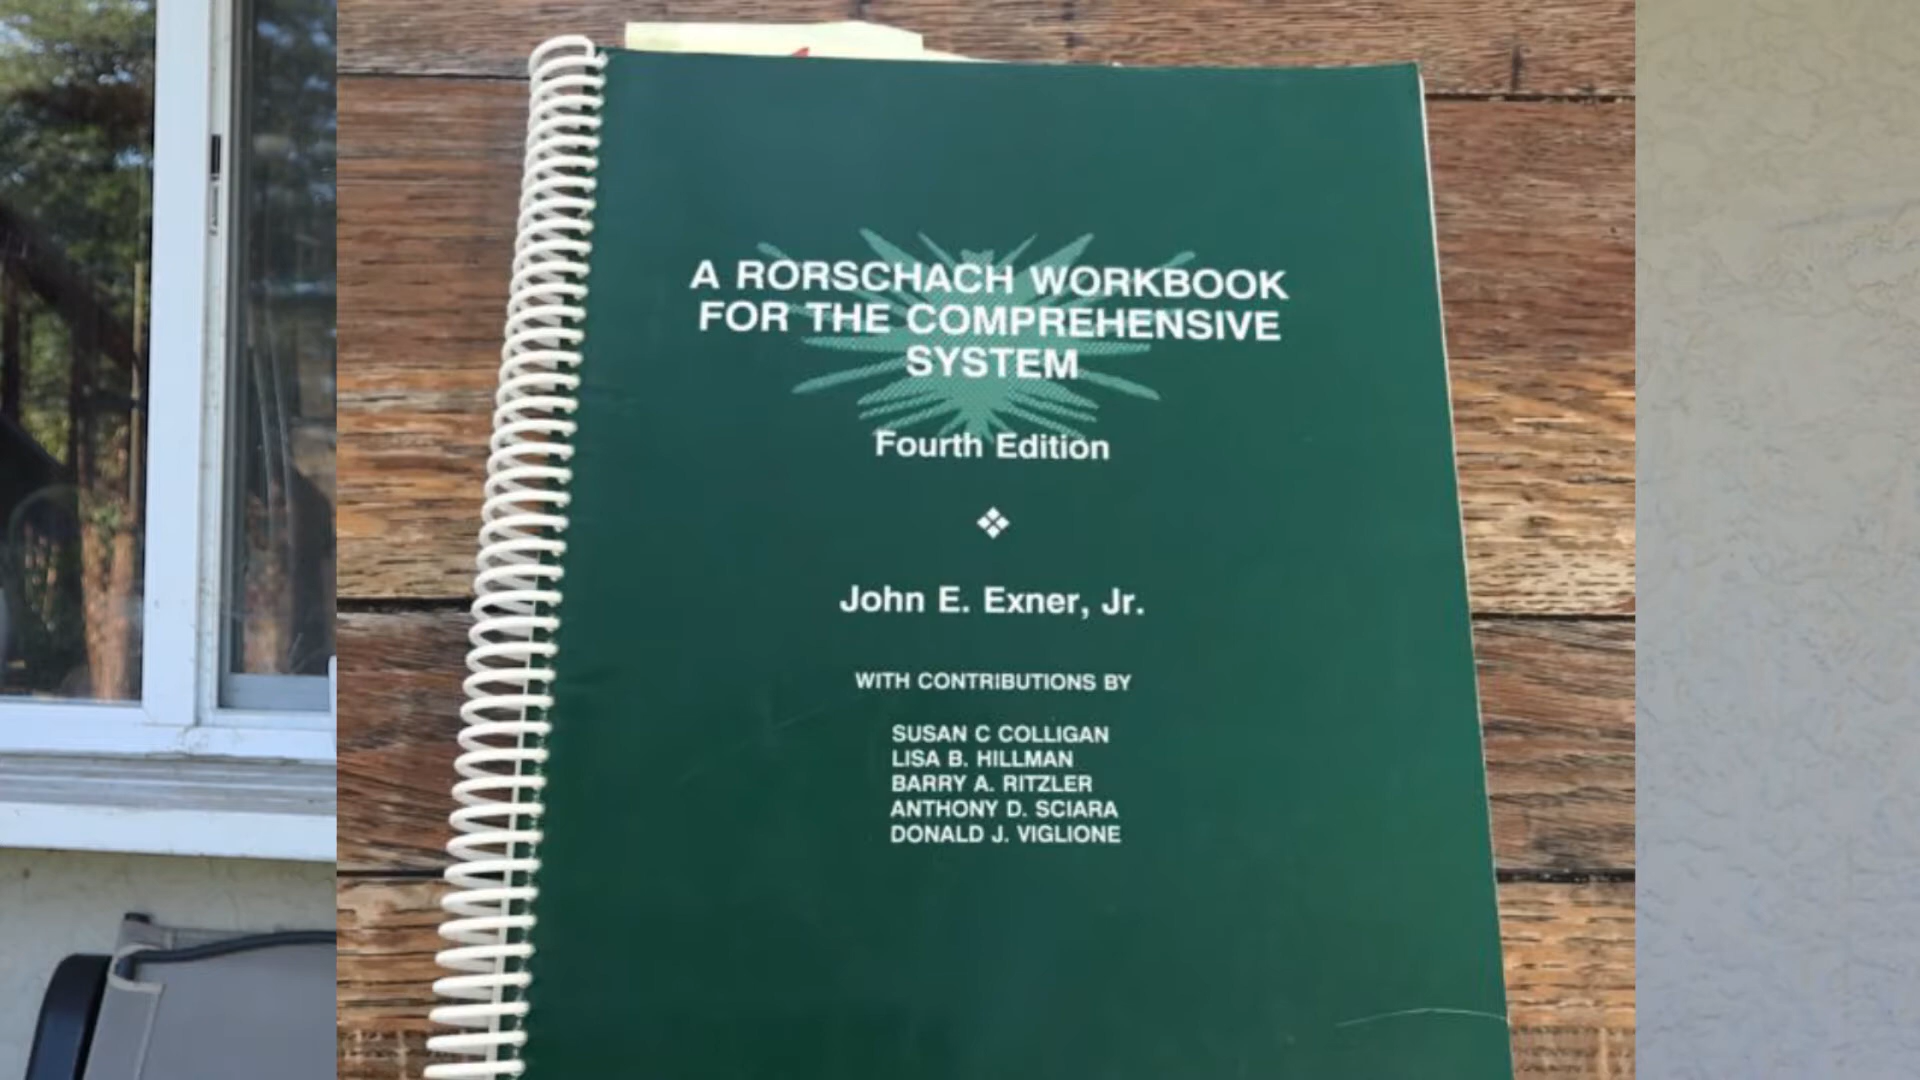 A RORSCHACH WORKBOOK
FOR THE COMPREHENSIVE
SYSTEM
Fourth Edition
John E. Exner, Jr.
WITH CONTRIBUTIONS BY
SUSAN C COLLIGAN
LISA B. HILLMAN
BARRY A. RITZLER
ANTHONY D. SCIARA
DONALD J. VIGLIONE